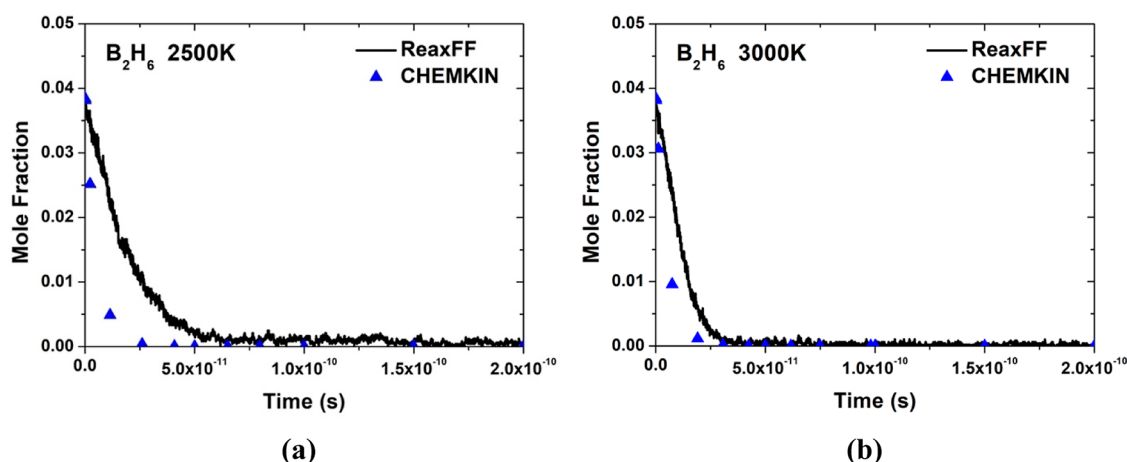 B₂H₆ 2500K
ReaxFF
CHEMKIN
Mole Fraction
0.05
0.04
0.03
0.02
0.01
0.00
0.0 5.0x10⁻¹¹ 1.0x10⁻¹⁰ 1.5x10⁻¹⁰ 2.0x10⁻¹⁰
Time (s)
(a)
B₂H₆ 3000K
ReaxFF
CHEMKIN
Mole Fraction
0.05
0.04
0.03
0.02
0.01
0.00
0.0 5.0x10⁻¹¹ 1.0x10⁻¹⁰ 1.5x10⁻¹⁰ 2.0x10⁻¹⁰
Time (s)
(b)